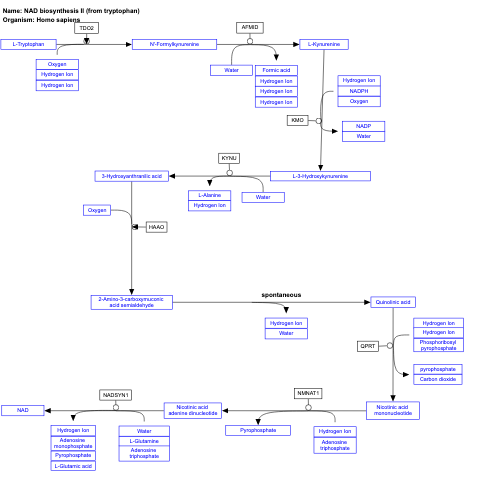 Name: NAD biosynthesis II (from tryptophan)
Organism: Homo sapiens
TDO2
AFMID
L-Tryptophan
N'-Formylkynurenine
L-Kynurenine
Oxygen
Hydrogen Ion
Hydrogen Ion
Water
Formic acid
Hydrogen Ion
Hydrogen Ion
Hydrogen Ion
Hydrogen Ion
NADPH
Oxygen
KMO
NADP
Water
KYNU
3-Hydroxyanthranilic acid
L-3-Hydroxykynurenine
L-Alanine
Hydrogen Ion
Water
Oxygen
HAAO
2-Amino-3-carboxymuconic
acid semialdehyde
spontaneous
Quinolinic acid
Hydrogen Ion
Water
Hydrogen Ion
Hydrogen Ion
Phosphoribosyl
pyrophosphate
QPRT
pyrophosphate
Carbon dioxide
NADSYN1
NMNAT1
NAD
Nicotinic acid
adenine dinucleotide
Nicotinic acid
mononucleotide
Hydrogen Ion
Adenosine
monophosphate
Pyrophosphate
L-Glutamic acid
Water
L-Glutamine
Adenosine
triphosphate
Pyrophosphate
Hydrogen Ion
Adenosine
triphosphate